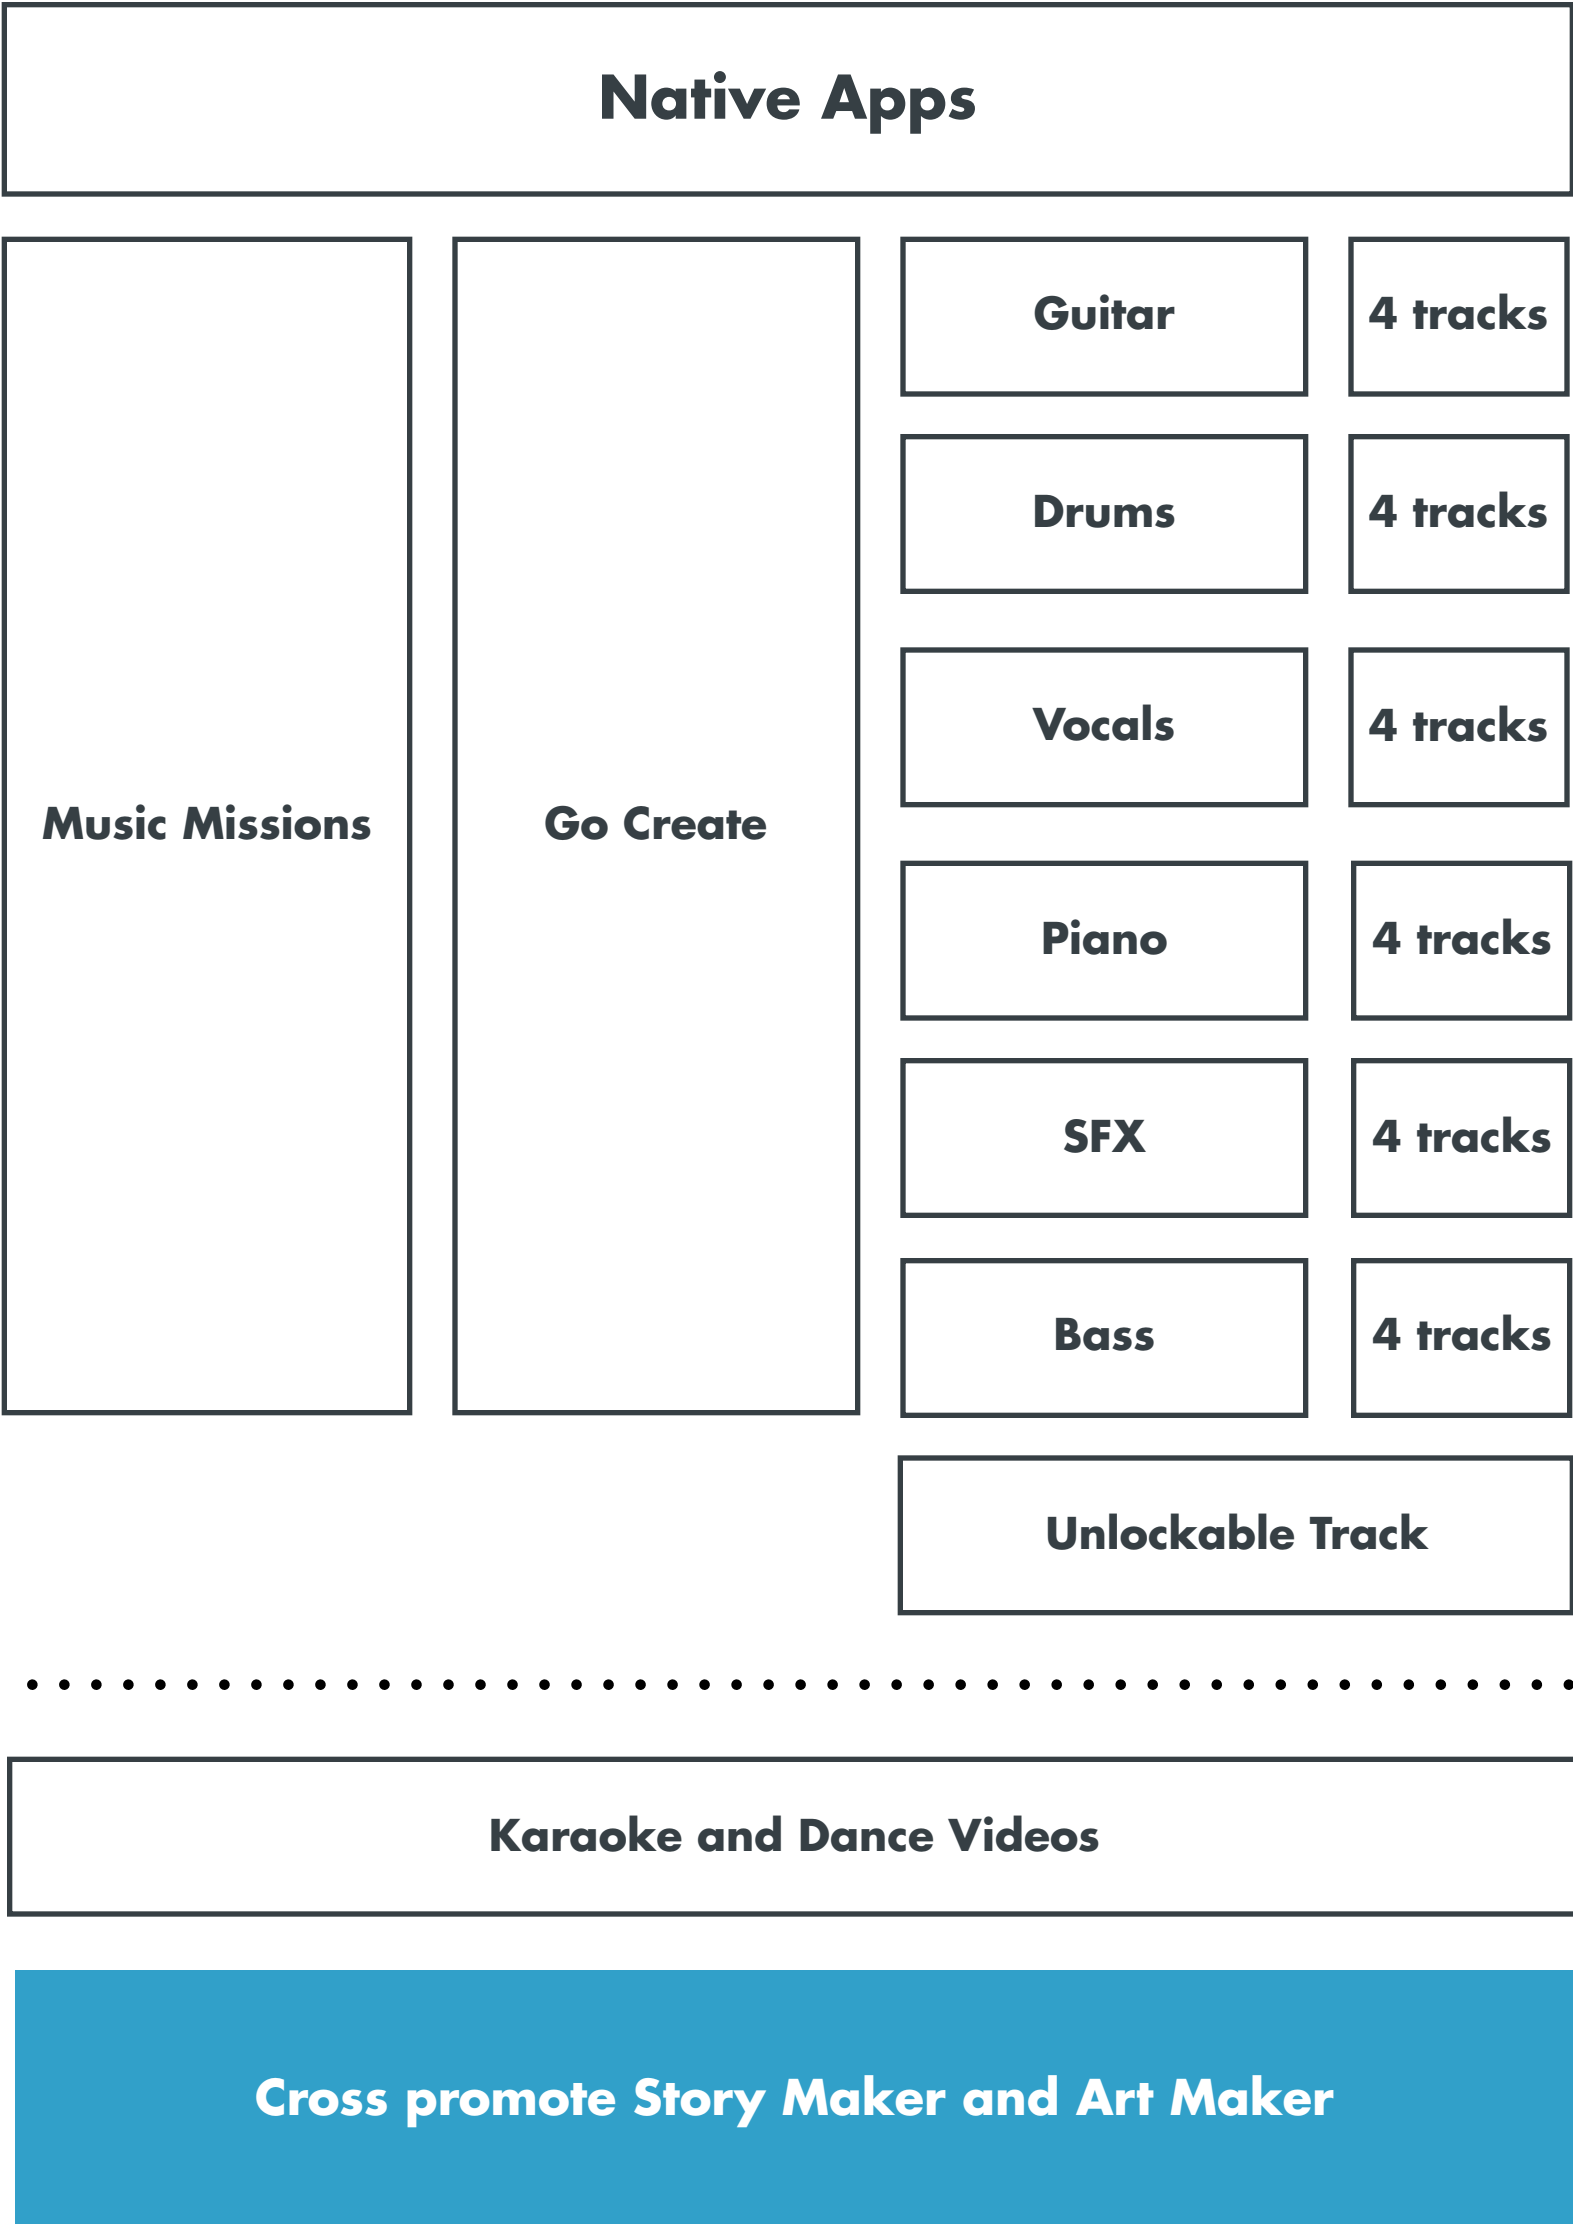 Native Apps
Music Missions
Go Create
Guitar
4 tracks
Drums
4 tracks
Vocals
4 tracks
Piano
4 tracks
SFX
4 tracks
Bass
4 tracks
Unlockable Track
Karaoke and Dance Videos
Cross promote Story Maker and Art Maker